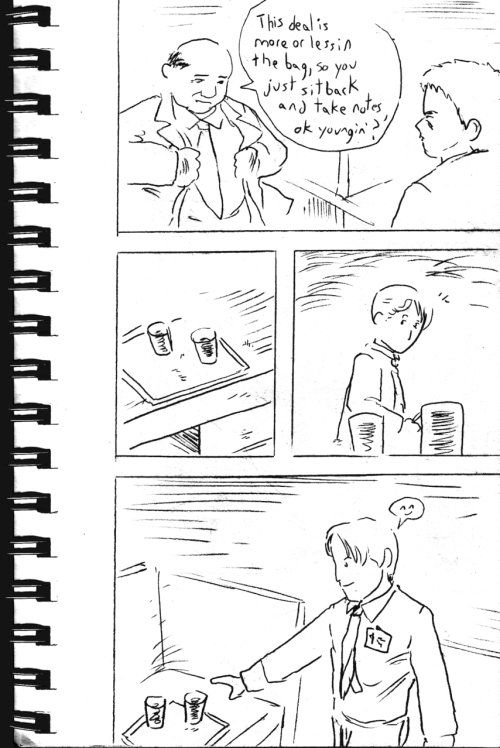 This deal is
more or less in
the bag, so you
just sit back
and take notes,
ok youngin'?